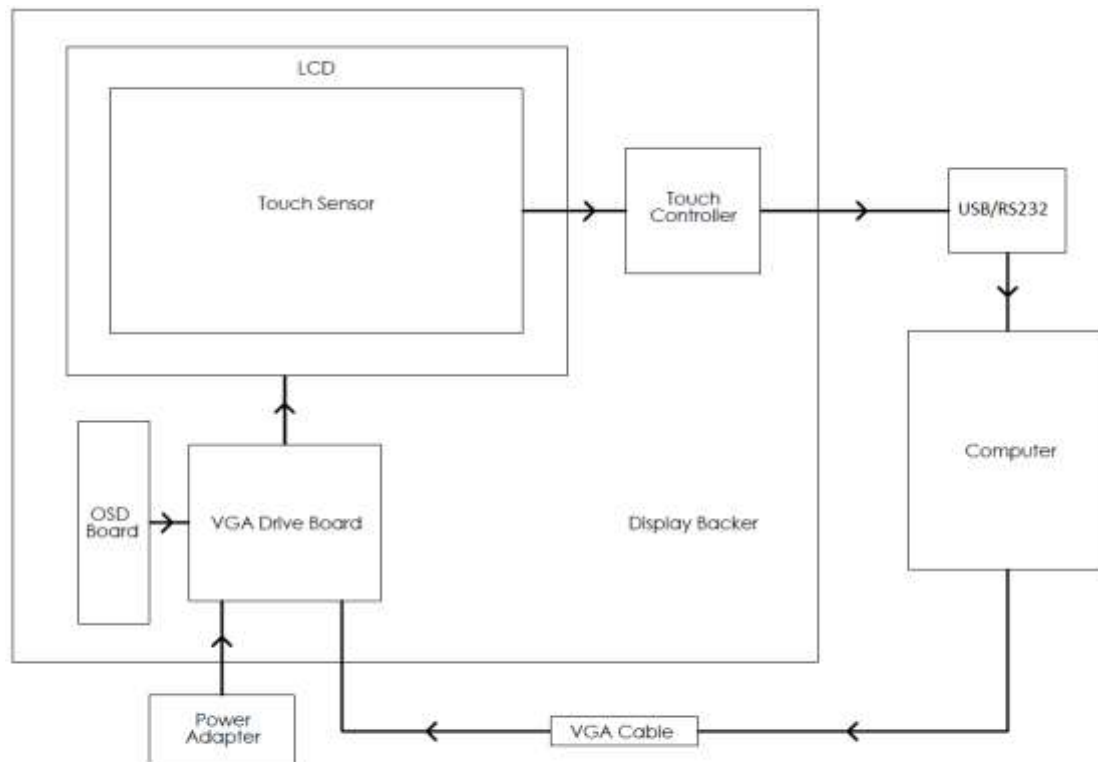 LCD
Touch Sensor
Touch
Controller
USB/RS232
Computer
OSD
Board
VGA Drive Board
Display Backer
Power
Adapter
VGA Cable